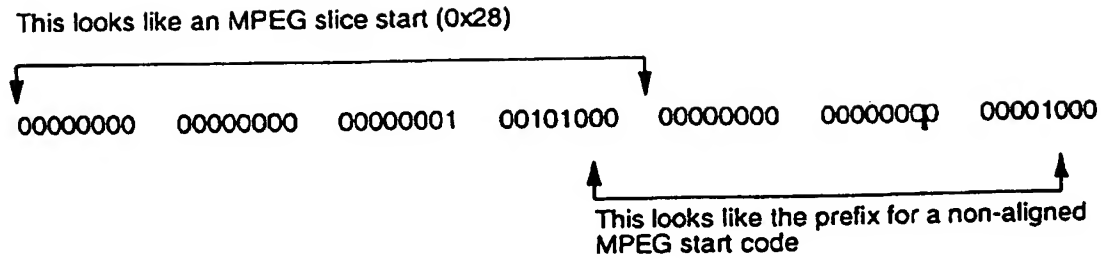 This looks like an MPEG slice start (0x28)
00000000 00000000 00000001 00101000 00000000 00000000 00001000
This looks like the prefix for a non-aligned
MPEG start code